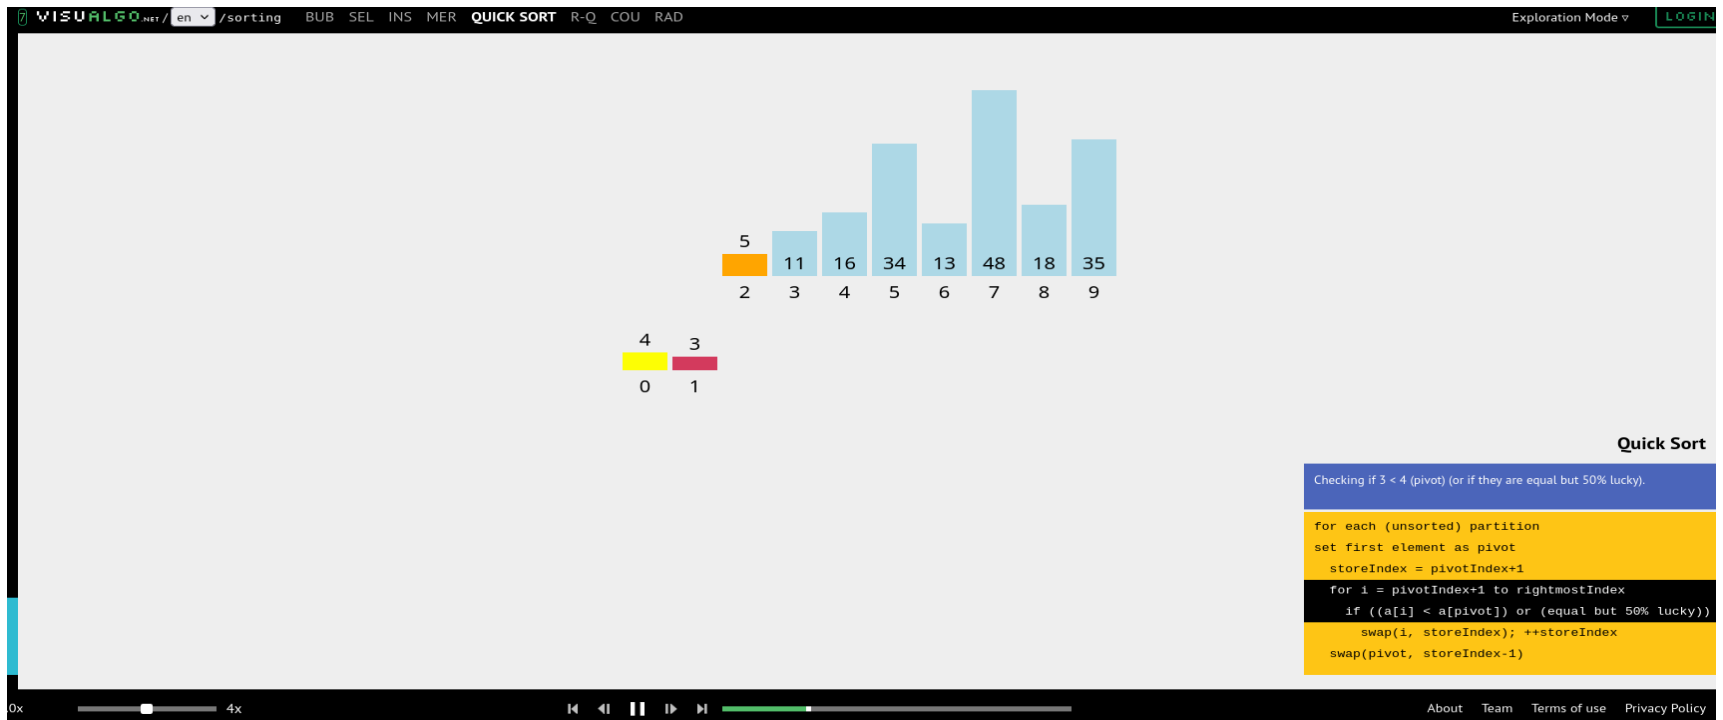 7 VISUALGO.NET/ en /sorting BUB SEL INS MER QUICK SORT R-Q COU RAD Exploration Mode ▿ LOGIN
5
11 16 34 13 48 18 35
2 3 4 5 6 7 8 9
4 3
0 1
Quick Sort
Checking if 3 < 4 (pivot) (or if they are equal but 50% lucky).
for each (unsorted) partition
set first element as pivot
storeIndex = pivotIndex+1
for i = pivotIndex+1 to rightmostIndex
if ((a[i] < a[pivot]) or (equal but 50% lucky))
swap(i, storeIndex); ++storeIndex
swap(pivot, storeIndex-1)
.0x 4x About Team Terms of use Privacy Policy